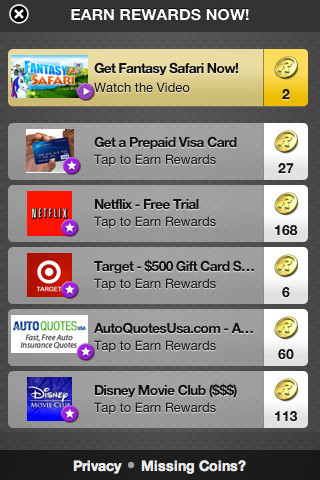 EARN REWARDS NOW!
FANTASY
SAFARI
Get Fantasy Safari Now!
Watch the Video
2
Get a Prepaid Visa Card
Tap to Earn Rewards
27
NETFLIX
Netflix - Free Trial
Tap to Earn Rewards
168
TARGET
Target - $500 Gift Card S...
Tap to Earn Rewards
6
AUTOQUOTESUSA.com
Fast, Free Auto
Insurance Quotes
AutoQuotesUsa.com - A...
Tap to Earn Rewards
60
Disney
MOVIE CLUB
Disney Movie Club ($$$)
Tap to Earn Rewards
113
Privacy • Missing Coins?